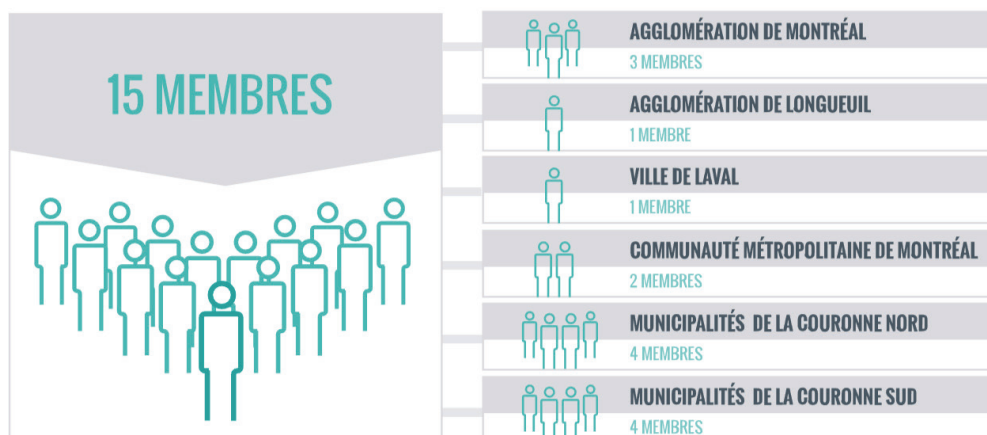 15 MEMBRES
AGGLOMÉRATION DE MONTRÉAL
3 MEMBRES
AGGLOMÉRATION DE LONGUEUIL
1 MEMBRE
VILLE DE LAVAL
1 MEMBRE
COMMUNAUTÉ MÉTROPOLITAINE DE MONTRÉAL
2 MEMBRES
MUNICIPALITÉS DE LA COURONNE NORD
4 MEMBRES
MUNICIPALITÉS DE LA COURONNE SUD
4 MEMBRES